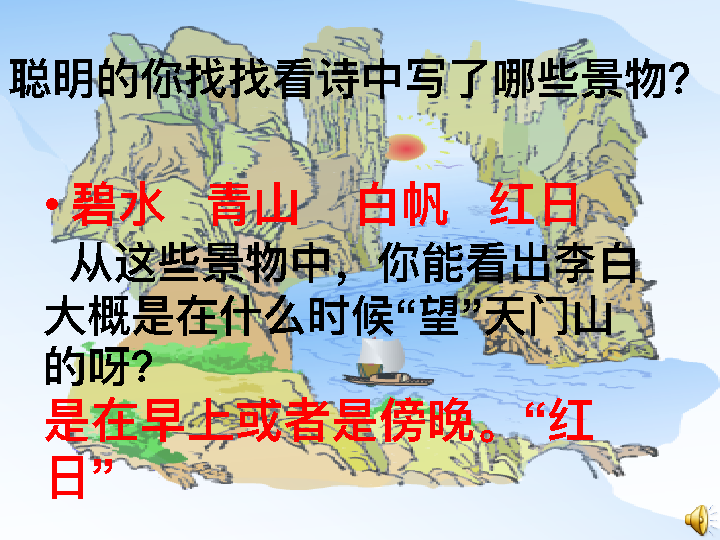 聪明的你找找看诗中写了哪些景物?
•碧水 青山 白帆 红日
从这些景物中，你能看出李白
大概是在什么时候“望”天门山
的呀?
是在早上或者是傍晚。“红
日”